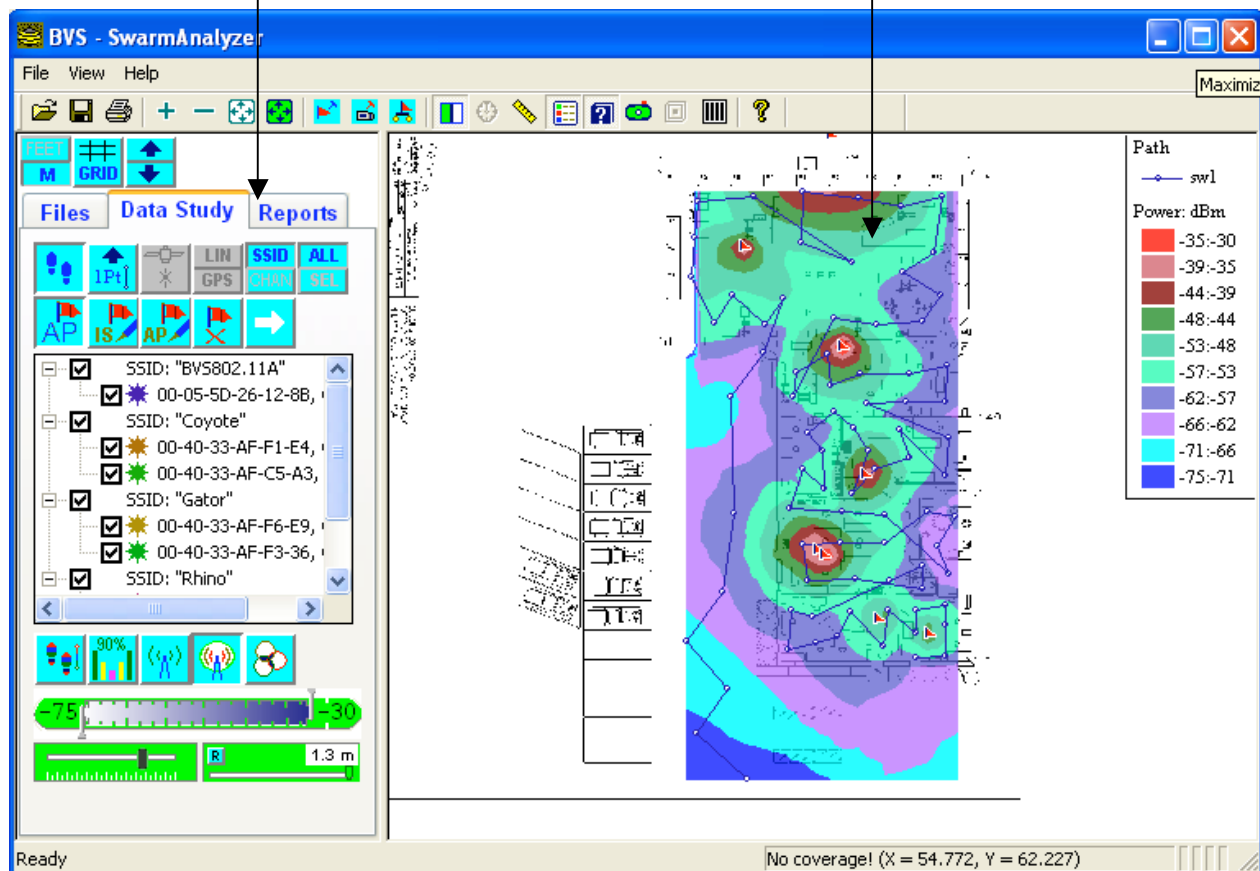 BVS - SwarmAnalyzer
File View Help
Maximiz
FEET
M GRID
Files Data Study Reports
1Pt LIN GPS SSID CHAN ALL SEL
AP IS AP
SSID: "BVS802.11A"
00-05-5D-26-12-8B,
SSID: "Coyote"
00-40-33-AF-F1-E4,
00-40-33-AF-C5-A3,
SSID: "Gator"
00-40-33-AF-F6-E9,
00-40-33-AF-F3-36,
SSID: "Rhino"
90%
-75 -30
R 1.3 m
Path
sw1
Power: dBm
-35:-30
-39:-35
-44:-39
-48:-44
-53:-48
-57:-53
-62:-57
-66:-62
-71:-66
-75:-71
Ready
No coverage! (X = 54.772, Y = 62.227)